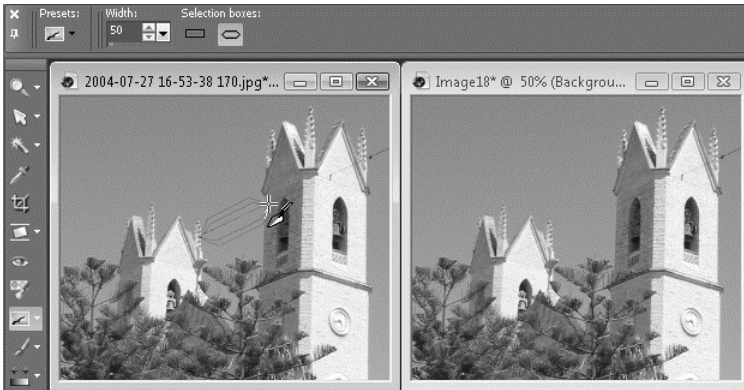 Presets:
Width:
Selection boxes:
50
2004-07-27 16-53-38 170.jpg*...
Image18* @ 50% (Backgrou...